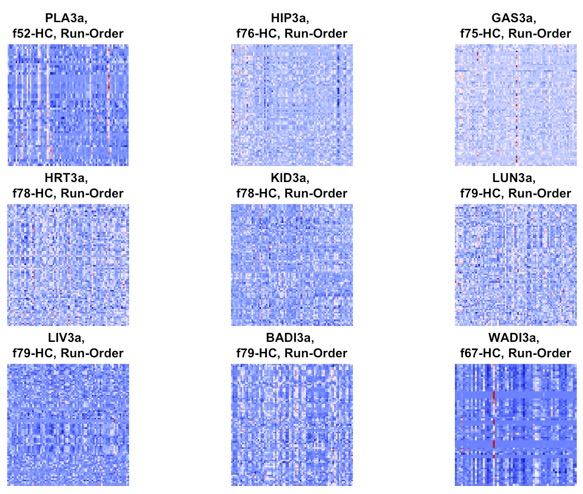 PLA3a,
f52-HC, Run-Order
HIP3a,
f76-HC, Run-Order
GAS3a,
f75-HC, Run-Order
HRT3a,
f78-HC, Run-Order
KID3a,
f78-HC, Run-Order
LUN3a,
f79-HC, Run-Order
LIV3a,
f79-HC, Run-Order
BADI3a,
f79-HC, Run-Order
WADI3a,
f67-HC, Run-Order